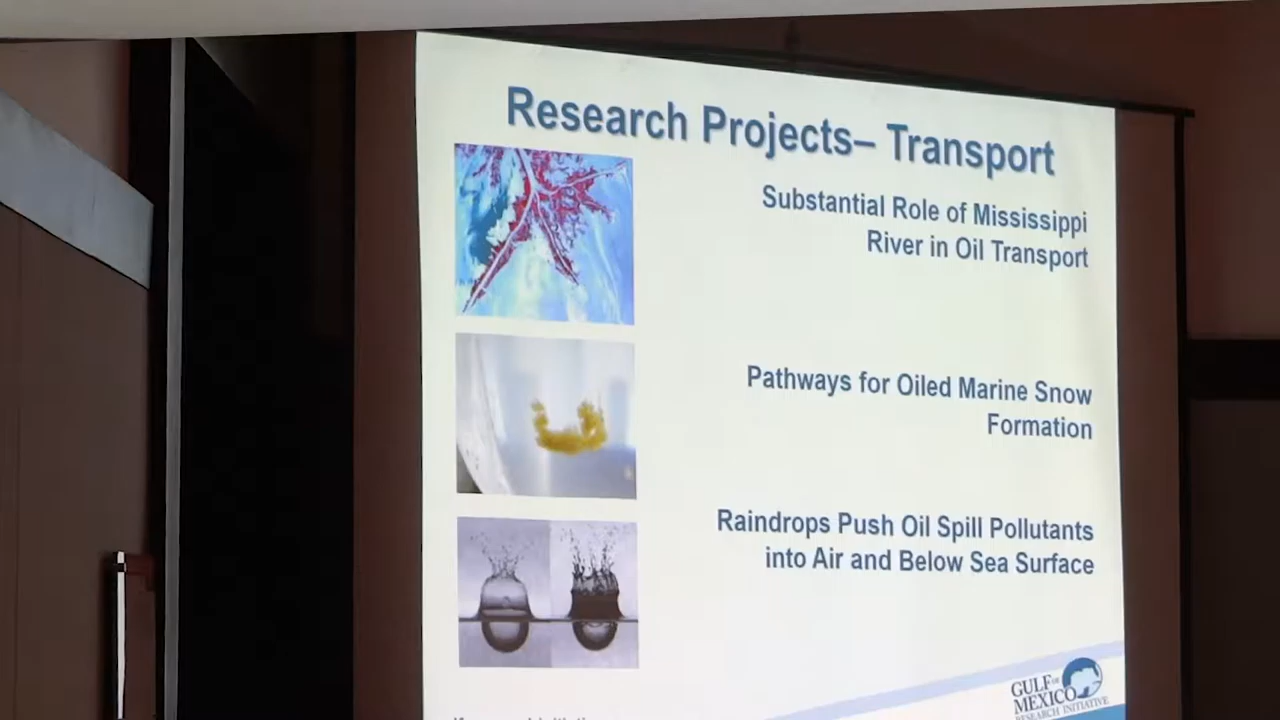 Research Projects– Transport
Substantial Role of Mississippi
River in Oil Transport
Pathways for Oiled Marine Snow
Formation
Raindrops Push Oil Spill Pollutants
into Air and Below Sea Surface
GULF OF
MEXICO
RESEARCH INITIATIVE